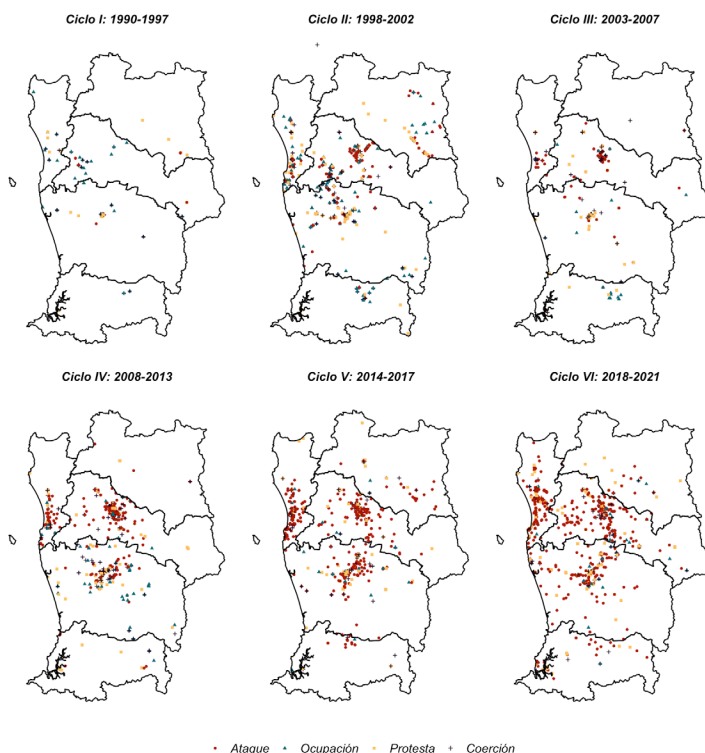 Ciclo I: 1990-1997 Ciclo II: 1998-2002 Ciclo III: 2003-2007
Ciclo IV: 2008-2013 Ciclo V: 2014-2017 Ciclo VI: 2018-2021
Ataque Ocupación Protesta Coerción